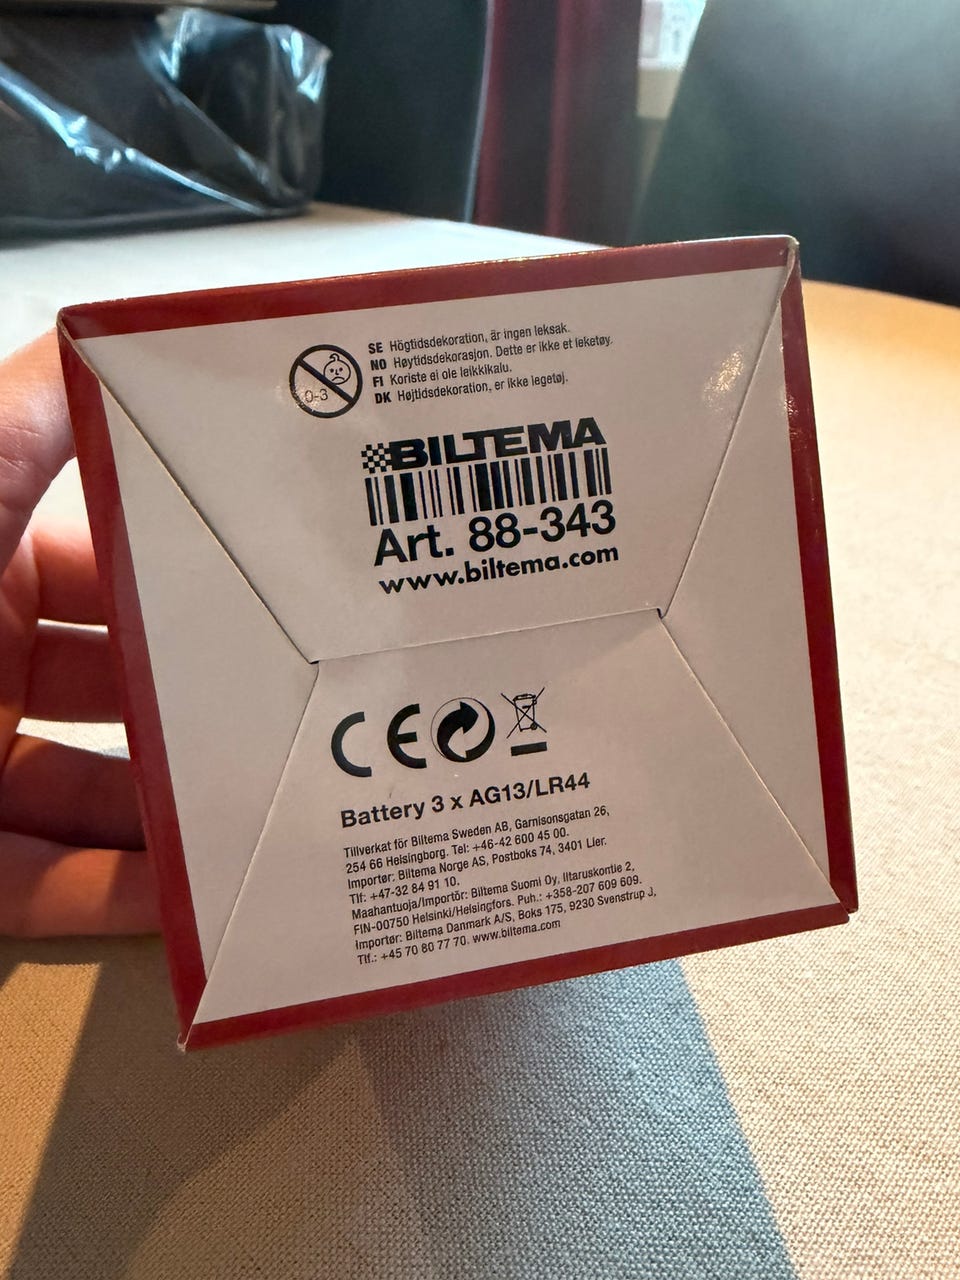 0-3
SE Högtidsdekoration, är ingen leksak.
NO Høytidsdekorasjon. Dette er ikke et leketøy.
FI Koriste ei ole leikkikalu.
DK Højtidsdekoration, er ikke legetøj.
BILTEMA
Art. 88-343
www.biltema.com
CE
Battery 3 x AG13/LR44
Tillverkat för Biltema Sweden AB, Garnisonsgatan 26,
254 66 Helsingborg. Tel: +46-42 600 45 00.
Importør: Biltema Norge AS, Postboks 74, 3401 Lier.
Tlf: +47-32 84 91 10.
Maahantuoja/Importör: Biltema Suomi Oy, Iltaruskontie 2,
FIN-00750 Helsinki/Helsingfors. Puh.: +358-207 609 609.
Importør: Biltema Danmark A/S, Boks 175, 9230 Svenstrup J,
Tlf.: +45 70 80 77 70. www.biltema.com